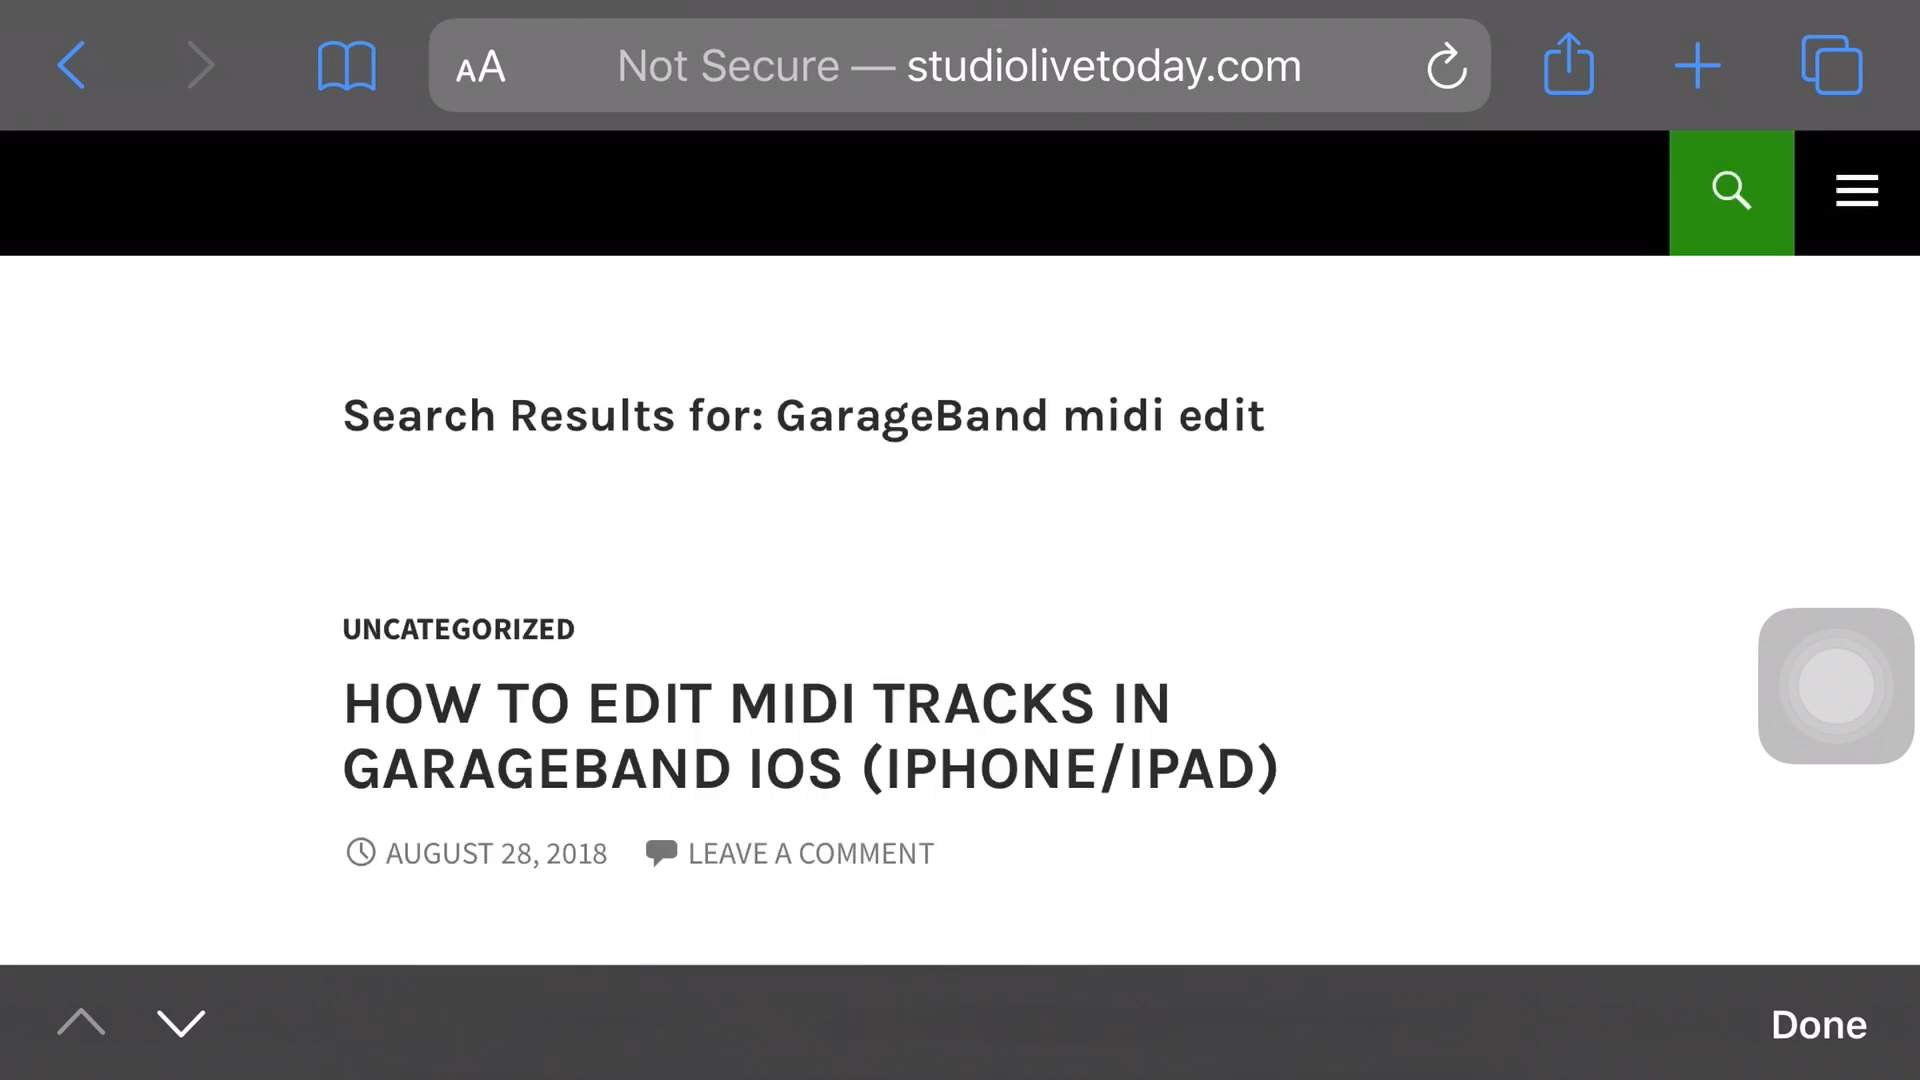 AA
Not Secure — studiolivetoday.com
Search Results for: GarageBand midi edit
UNCATEGORIZED
HOW TO EDIT MIDI TRACKS IN
GARAGEBAND IOS (IPHONE/IPAD)
AUGUST 28, 2018 LEAVE A COMMENT
Done